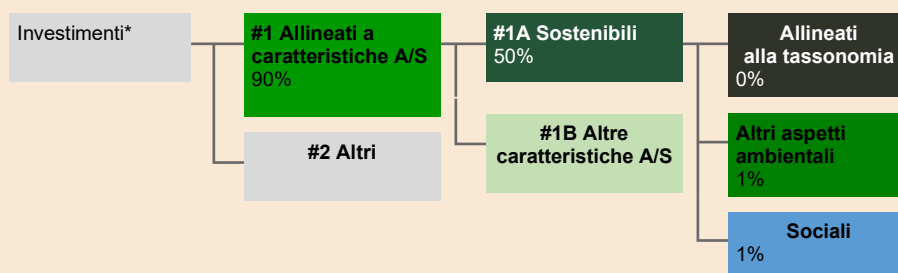 Investimenti*
#1 Allineati a
caratteristiche A/S
90%
#2 Altri
#1A Sostenibili
50%
#1B Altre
caratteristiche A/S
Allineati
alla tassonomia
0%
Altri aspetti
ambientali
1%
Sociali
1%